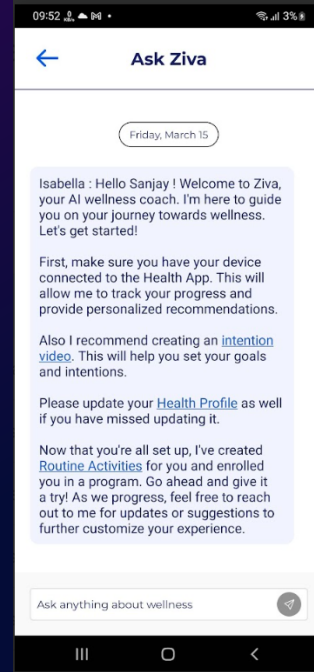 09:52
3%
Ask Ziva
Friday, March 15
Isabella : Hello Sanjay ! Welcome to Ziva,
your AI wellness coach. I'm here to guide
you on your journey towards wellness.
Let's get started!
First, make sure you have your device
connected to the Health App. This will
allow me to track your progress and
provide personalized recommendations.
Also I recommend creating an intention
video. This will help you set your goals
and intentions.
Please update your Health Profile as well
if you have missed updating it.
Now that you're all set up, I've created
Routine Activities for you and enrolled
you in a program. Go ahead and give it
a try! As we progress, feel free to reach
out to me for updates or suggestions to
further customize your experience.
Ask anything about wellness